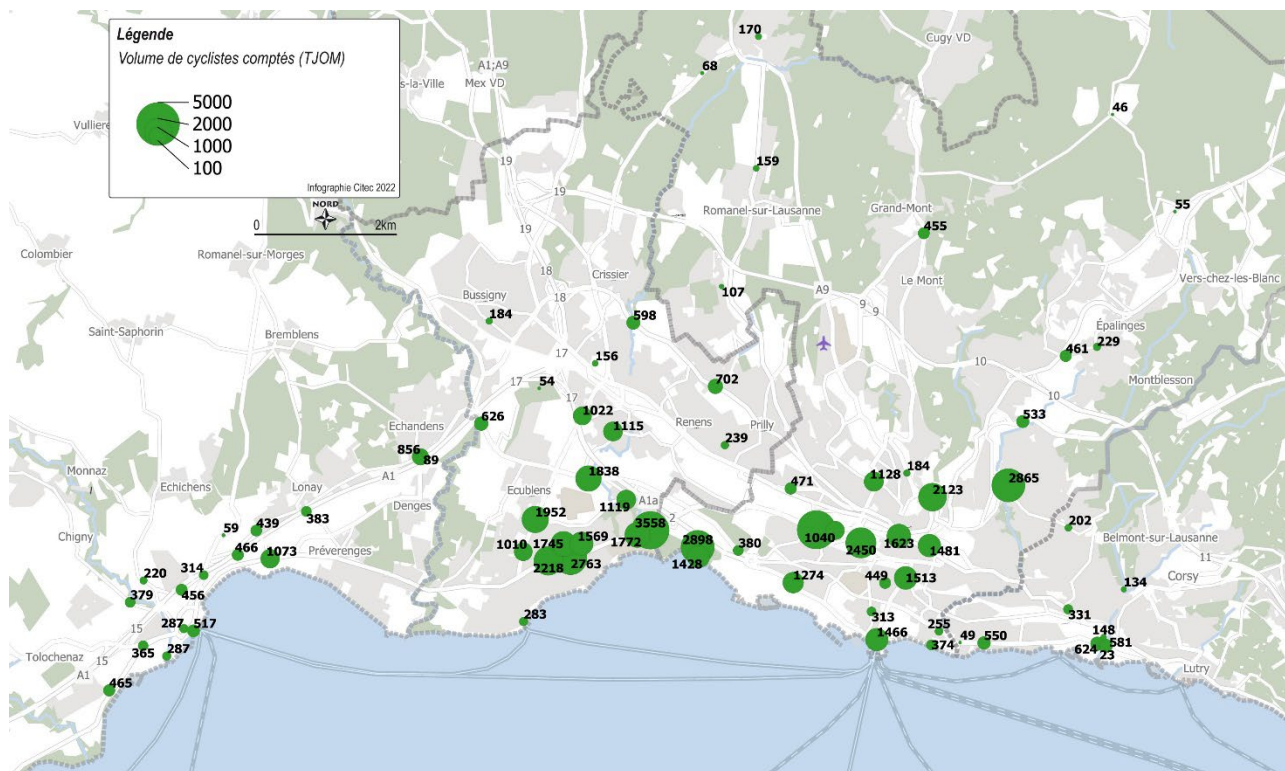 Légende
Volume de cyclistes comptés (TJOM)
5000
2000
1000
100
Infographie Citec 2022
NORD
0 2km
A1;A9
Mex VD
Cugy VD
170
68
46
159
19
19
19
Romanel-sur-Lausanne
Grand-Mont
55
455
Colombier
Romanel-sur-Morges
Crissier
18
18
Le Mont
Vers-chez-les Blanc
107
A9
9
9
Bussigny
184
598
Saint-Saphorin
Bremblens
Épalinges
229
461
17
156
10
10
Montblesson
54
17
17
702
1022
1115
Renens
Prilly
239
533
Echandens
626
856
89
A1
Monnaz
Echichens
Lonay
Denges
383
439
59
466
1073
Préverenges
Chigny
1838
Ecublens
1119
A1a
2
471
1128
184
2123
2865
1952
1010
1745
1569
1772
3558
2218
2763
2898
1428
380
1040
2450
1623
1481
202
Belmont-sur-Lausanne
11
Corsy
134
220
314
379
456
287
517
15
15
365
287
Tolochenaz
A1
465
283
1274
449
1513
313
1466
255
374
49
550
331
148
581
624
23
Lutry